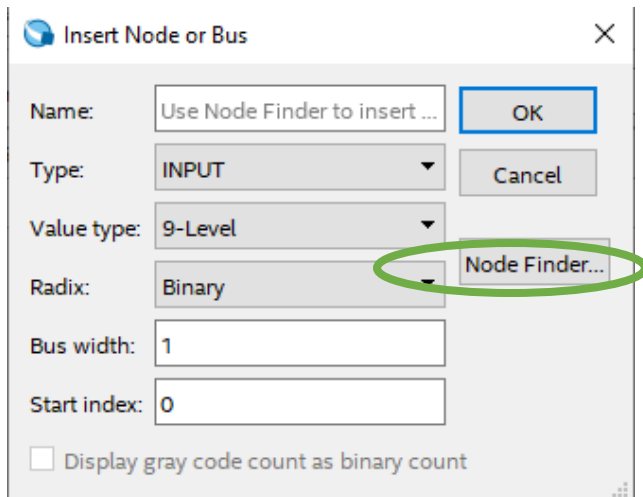 Insert Node or Bus
Name: Use Node Finder to insert ... OK
Type: INPUT Cancel
Value type: 9-Level
Node Finder...
Radix: Binary
Bus width: 1
Start index: 0
Display gray code count as binary count